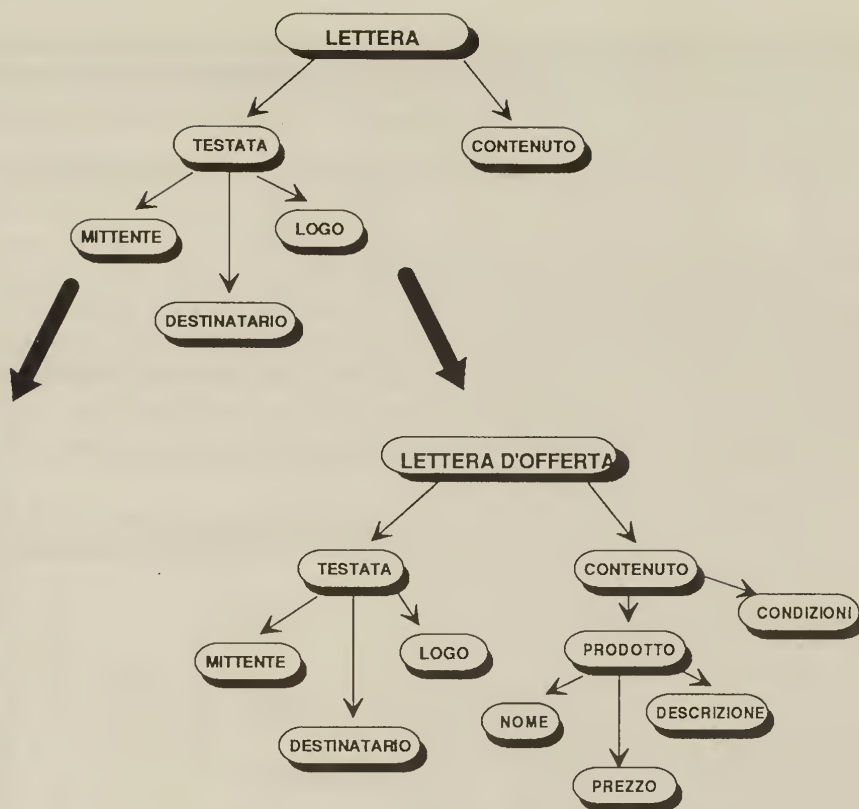 LETTERA
TESTATA
CONTENUTO
MITTENTE
LOGO
DESTINATARIO
LETTERA D'OFFERTA
TESTATA
CONTENUTO
CONDIZIONI
MITTENTE
LOGO
PRODOTTO
NOME
DESCRIZIONE
DESTINATARIO
PREZZO